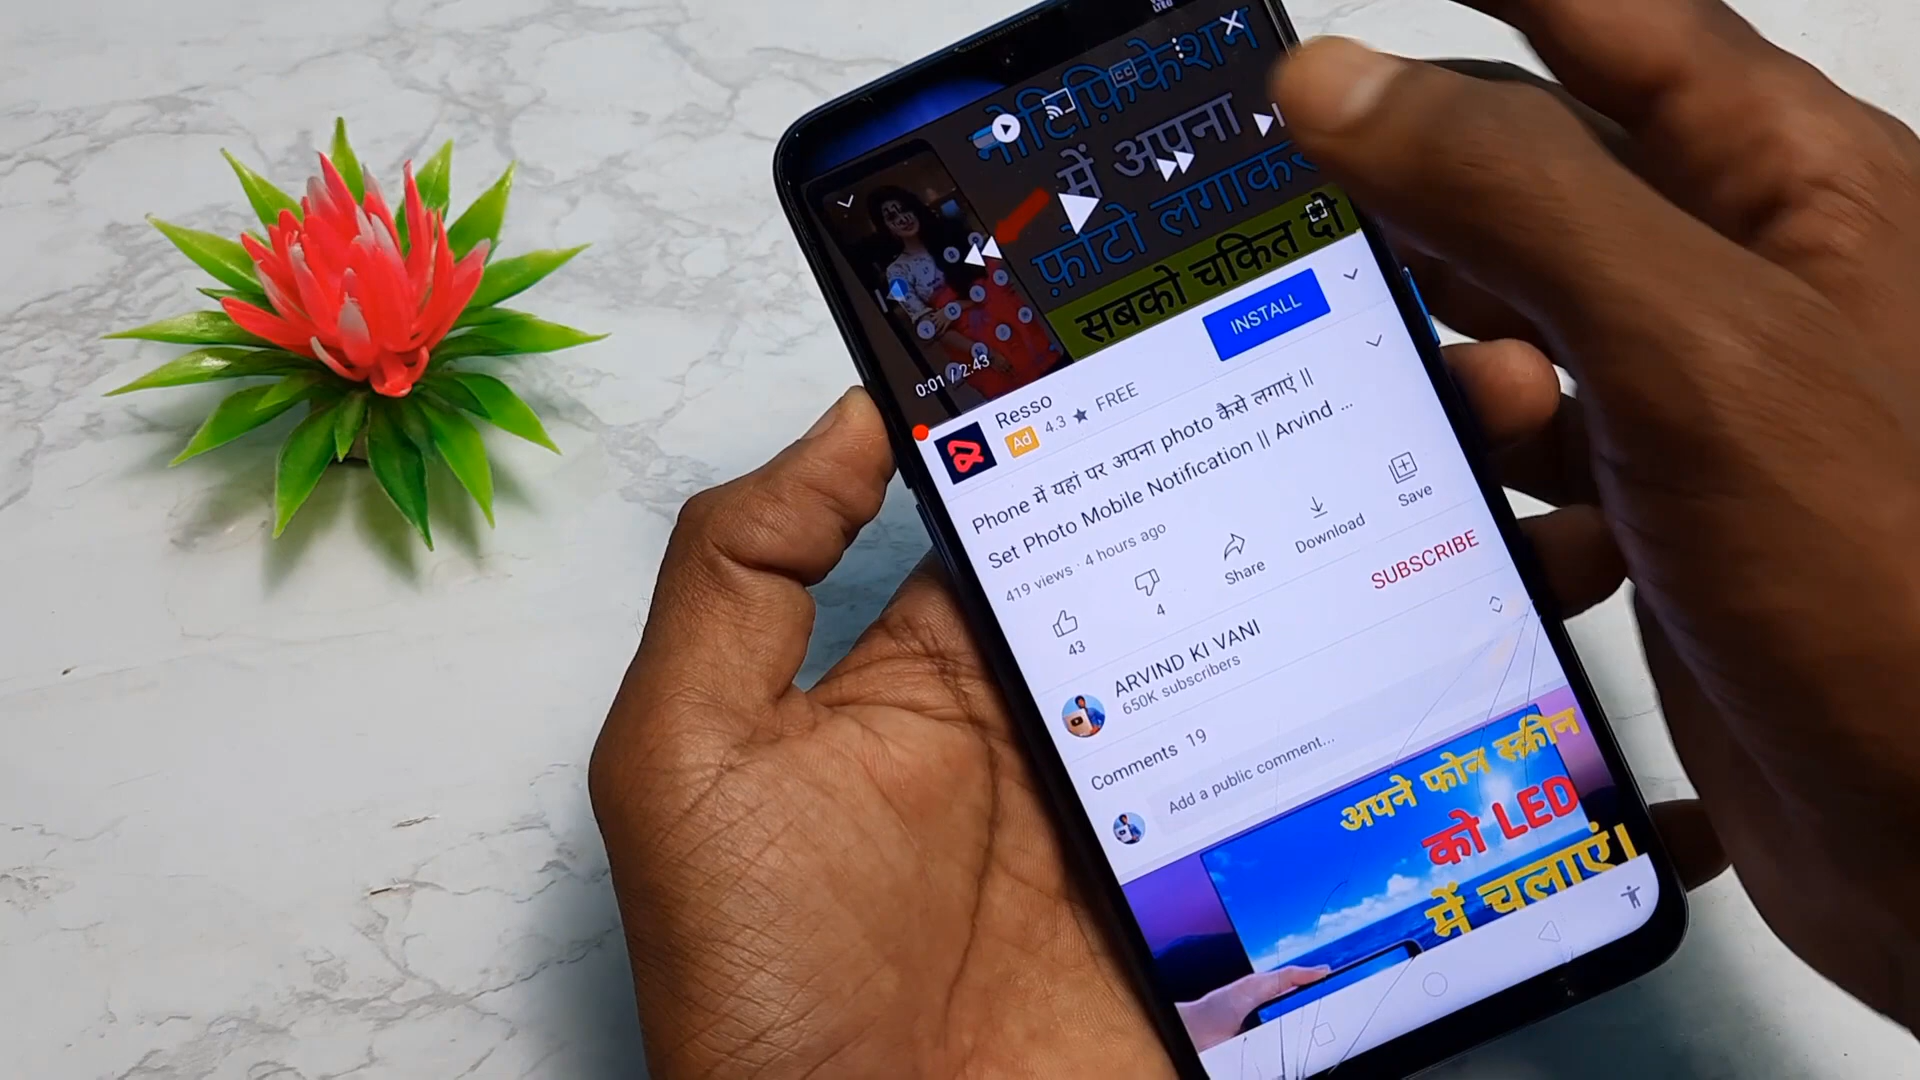 नोटिफ़िकेशन
में अपना
फ़ोटो लगाकर
सबको चकित दो
0:01 / 2:43
INSTALL
Resso
Ad 4.3 ★ FREE
Phone में यहां पर अपना photo कैसे लगाएं ||
Set Photo Mobile Notification || Arvind ...
419 views · 4 hours ago
43
4
Share
Download
Save
ARVIND KI VANI
650K subscribers
SUBSCRIBE
Comments 19
Add a public comment...
अपने फोन स्क्रीन
को LED
में चलाएं।